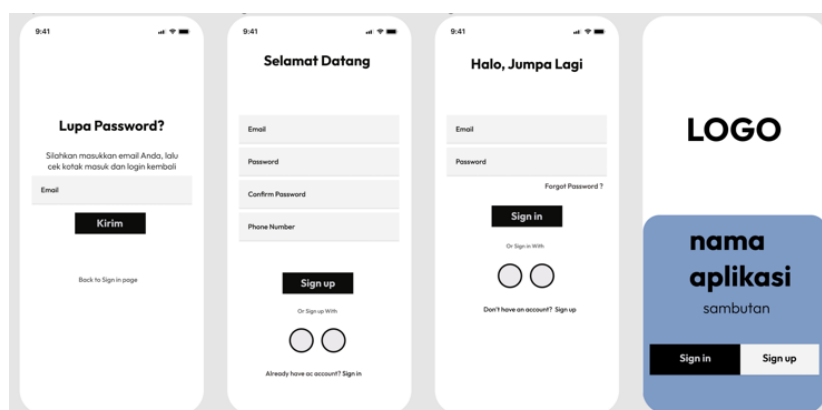 9:41
Lupa Password?
Silahkan masukkan email Anda, lalu
cek kotak masuk dan login kembali
Email
Kirim
Back to Sign in page
9:41
Selamat Datang
Email
Password
Confirm Password
Phone Number
Sign up
Or Sign up With
Already have ac account? Sign in
9:41
Halo, Jumpa Lagi
Email
Password
Forgot Password ?
Sign in
Or Sign in With
Don't have an account? Sign up
LOGO
nama
aplikasi
sambutan
Sign in
Sign up